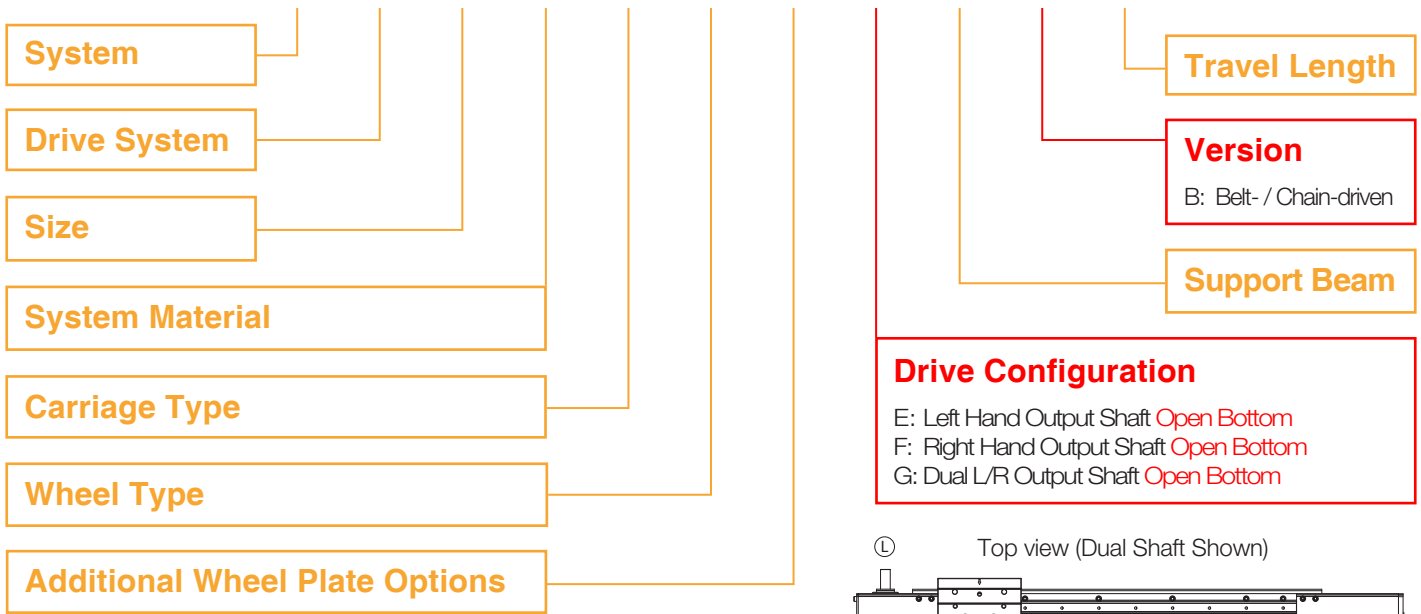 System
Drive System
Size
System Material
Carriage Type
Wheel Type
Additional Wheel Plate Options
Travel Length
Version
B: Belt- / Chain-driven
Support Beam
Drive Configuration
E: Left Hand Output Shaft Open Bottom
F: Right Hand Output Shaft Open Bottom
G: Dual L/R Output Shaft Open Bottom
L Top view (Dual Shaft Shown)